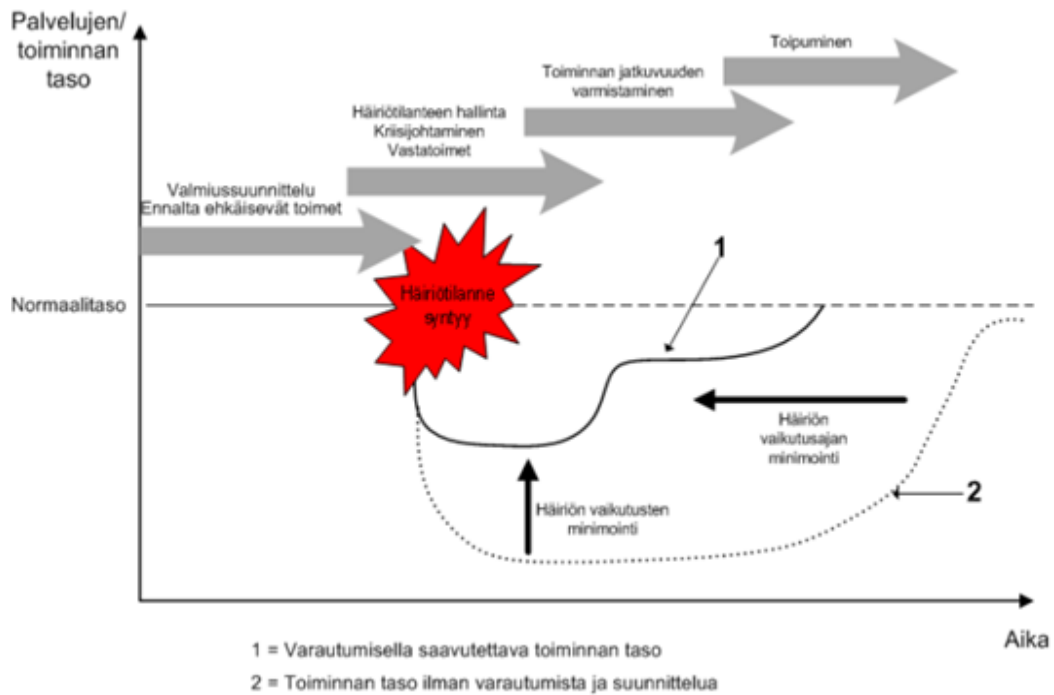 Palvelujen/
toiminnan
taso
Toipuminen
Toiminnan jatkuvuuden
varmistaminen
Häiriötilanteen hallinta
Kriisijohtaminen
Vastatoimet
Valmiussuunnittelu
Ennalta ehkäisevät toimet
1
Normaalitaso
Häiriötilanne
syntyy
Häiriön
vaikutusajan
minimointi
2
Häiriön vaikutusten
minimointi
Aika
1 = Varautumisella saavutettava toiminnan taso
2 = Toiminnan taso ilman varautumista ja suunnittelua